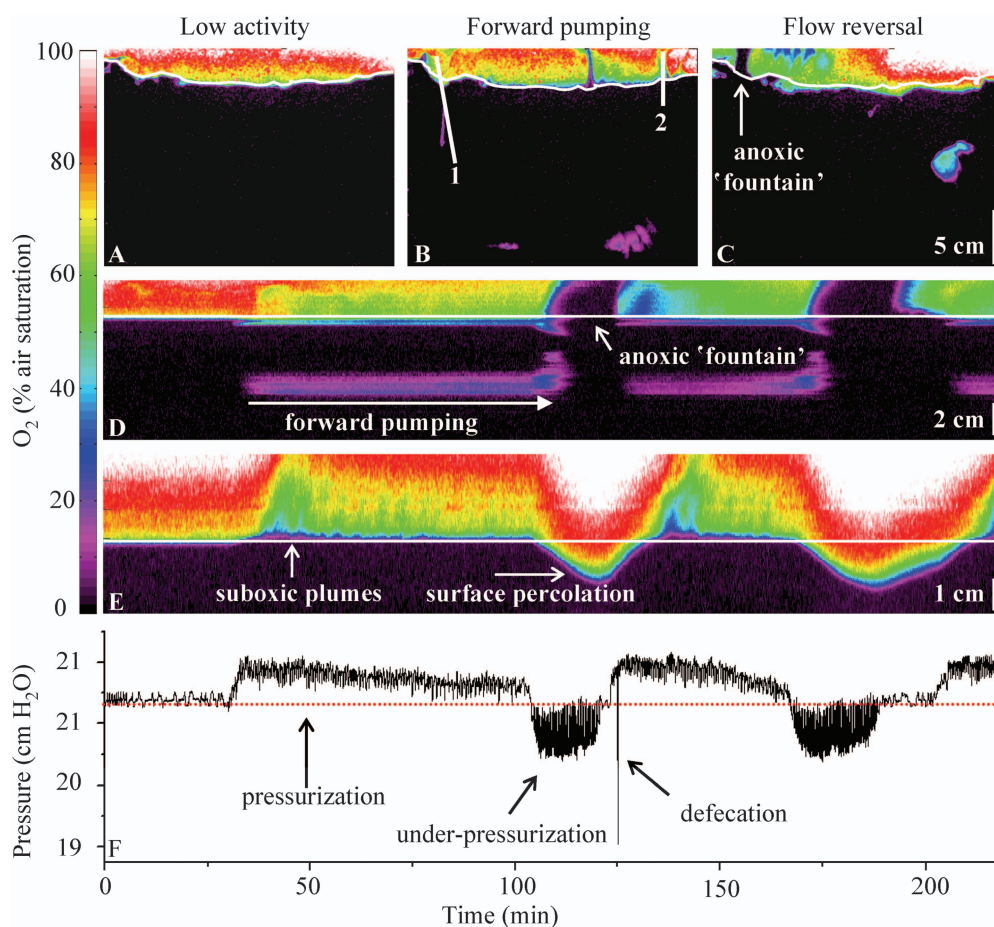 Low activity
Forward pumping
Flow reversal
100
80
60
40
20
0
O2 (% air saturation)
A
1
2
B
anoxic
'fountain'
C
5 cm
anoxic 'fountain'
forward pumping
D
2 cm
suboxic plumes
surface percolation
E
1 cm
21
21
20
19
Pressure (cm H2O)
pressurization
under-pressurization
defecation
F
0
50
100
150
200
Time (min)